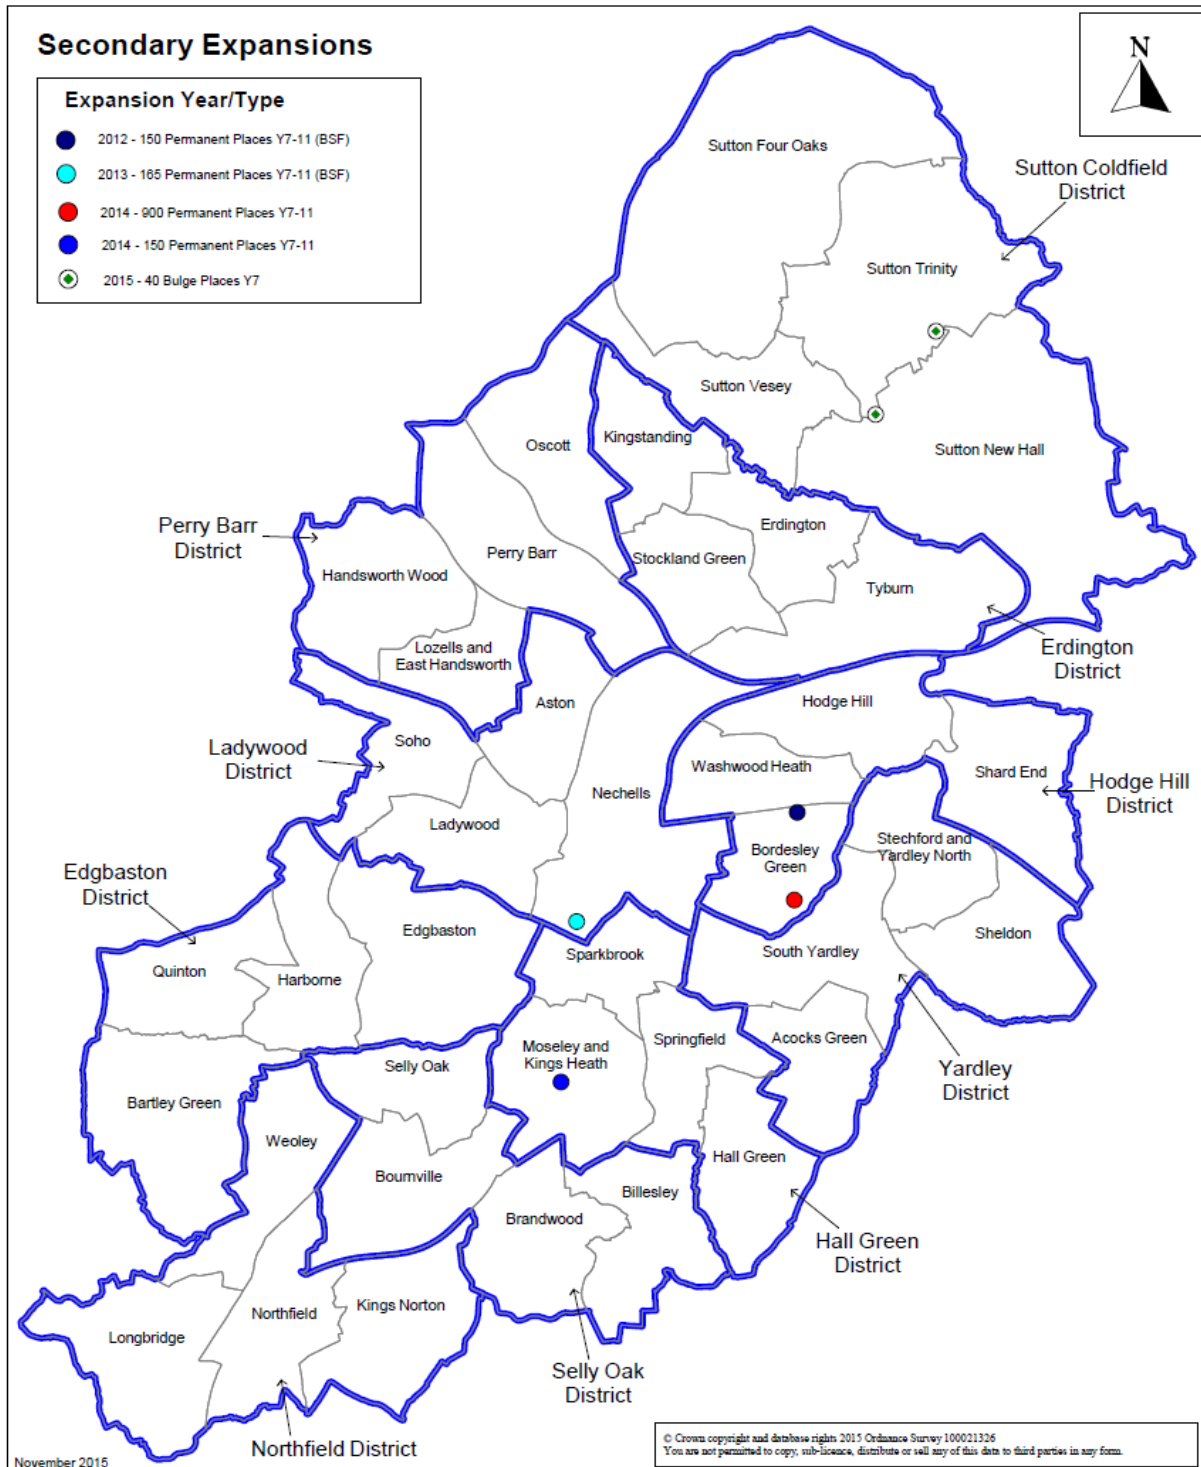 Secondary Expansions
N
Expansion Year/Type
2012 - 150 Permanent Places Y7-11 (BSF)
2013 - 165 Permanent Places Y7-11 (BSF)
2014 - 900 Permanent Places Y7-11
2014 - 150 Permanent Places Y7-11
2015 - 40 Bulge Places Y7
Sutton Four Oaks
Sutton Coldfield
District
Sutton Trinity
Sutton Vesey
Sutton New Hall
Kingstanding
Oscott
Perry Barr
District
Erdington
Stockland Green
Perry Barr
Handsworth Wood
Tyburn
Lozells and
East Handsworth
Erdington
District
Aston
Hodge Hill
Soho
Ladywood
District
Washwood Heath
Shard End
Hodge Hill
District
Nechells
Ladywood
Bordesley
Green
Stechford and
Yardley North
Edgbaston
District
Edgbaston
Sheldon
Sparkbrook
South Yardley
Quinton
Harborne
Moseley and
Kings Heath
Springfield
Acocks Green
Yardley
District
Selly Oak
Bartley Green
Weoley
Hall Green
Bournville
Billesley
Brandwood
Hall Green
District
Northfield
Kings Norton
Longbridge
Selly Oak
District
Northfield District
© Crown copyright and database rights 2015 Ordnance Survey 100021326
You are not permitted to copy, sub-licence, distribute or sell any of this data to third parties in any form.
November 2015